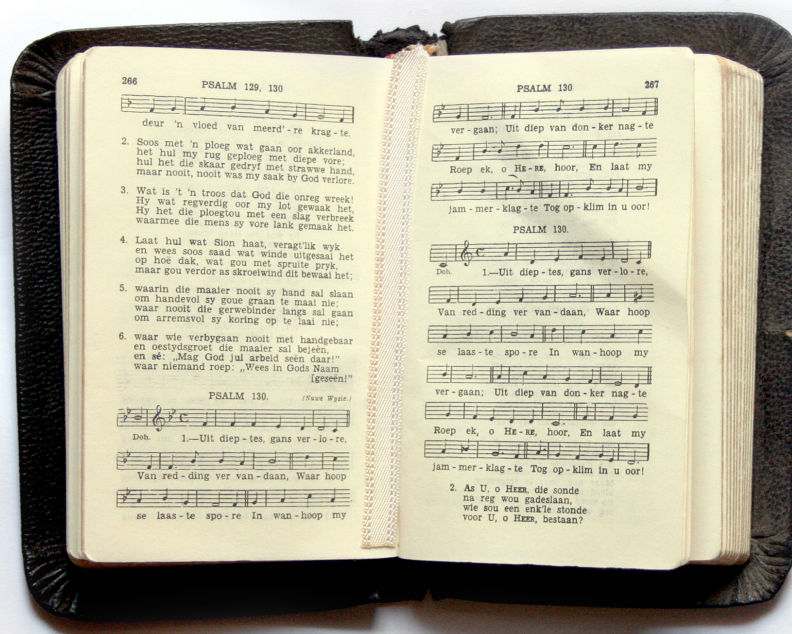 266
PSALM 129, 130
deur 'n vloed van meerd'-re krag-te.
2. Soos met 'n ploeg wat gaan oor akkerland,
het hul my rug geploeg met diepe vore;
hul het die skaar gedryf met strawwe hand,
maar nooit, nooit was my saak by God verlore.
3. Wat is 't 'n troos dat God die onreg wreek!
Hy wat regverdig oor my lot gewaak het,
Hy het die ploegtou met een slag verbreek
waarmee die mens sy vore lank gemaak het.
4. Laat hul wat Sion haat, veragt'lik wyk
en wees soos saad wat winde uitgesaai het
op hoë dak, wat gou met spruite pryk,
maar gou verdor as skroeiwind dit bewaai het;
5. waarin die maaier nooit sy hand sal slaan
om handevol sy goue graan te maai nie;
waar nooit die gerwebinder langs sal gaan
om arremsvol sy koring op te laai nie;
6. waar wie verbygaan nooit met handgebaar
en oestydsgroet die maaier sal bejeën,
en sê: „Mag God jul arbeid seën daar!"
waar niemand roep: „Wees in Gods Naam
[geseën!"
PSALM 130.
(Nuwe Wysie.)
Doh. 1.—Uit diep-tes, gans ver-lo-re,
Van red-ding ver van-daan, Waar hoop
se laas-te spo-re In wan-hoop my
PSALM 130
267
ver-gaan; Uit diep van don-ker nag-te
Roep ek, o HE-RE, hoor, En laat my
jam-mer-klag-te Tog op-klim in u oor!
PSALM 130.
Doh. 1.—Uit diep-tes, gans ver-lo-re,
Van red-ding ver van-daan, Waar hoop
se laas-te spo-re In wan-hoop my
ver-gaan; Uit diep van don-ker nag-te
Roep ek, o HE-RE, hoor, En laat my
jam-mer-klag-te Tog op-klim in u oor!
2. As U, o HEER, die sonde
na reg wou gadeslaan,
wie sou een enk'le stonde
voor U, o HEER, bestaan?